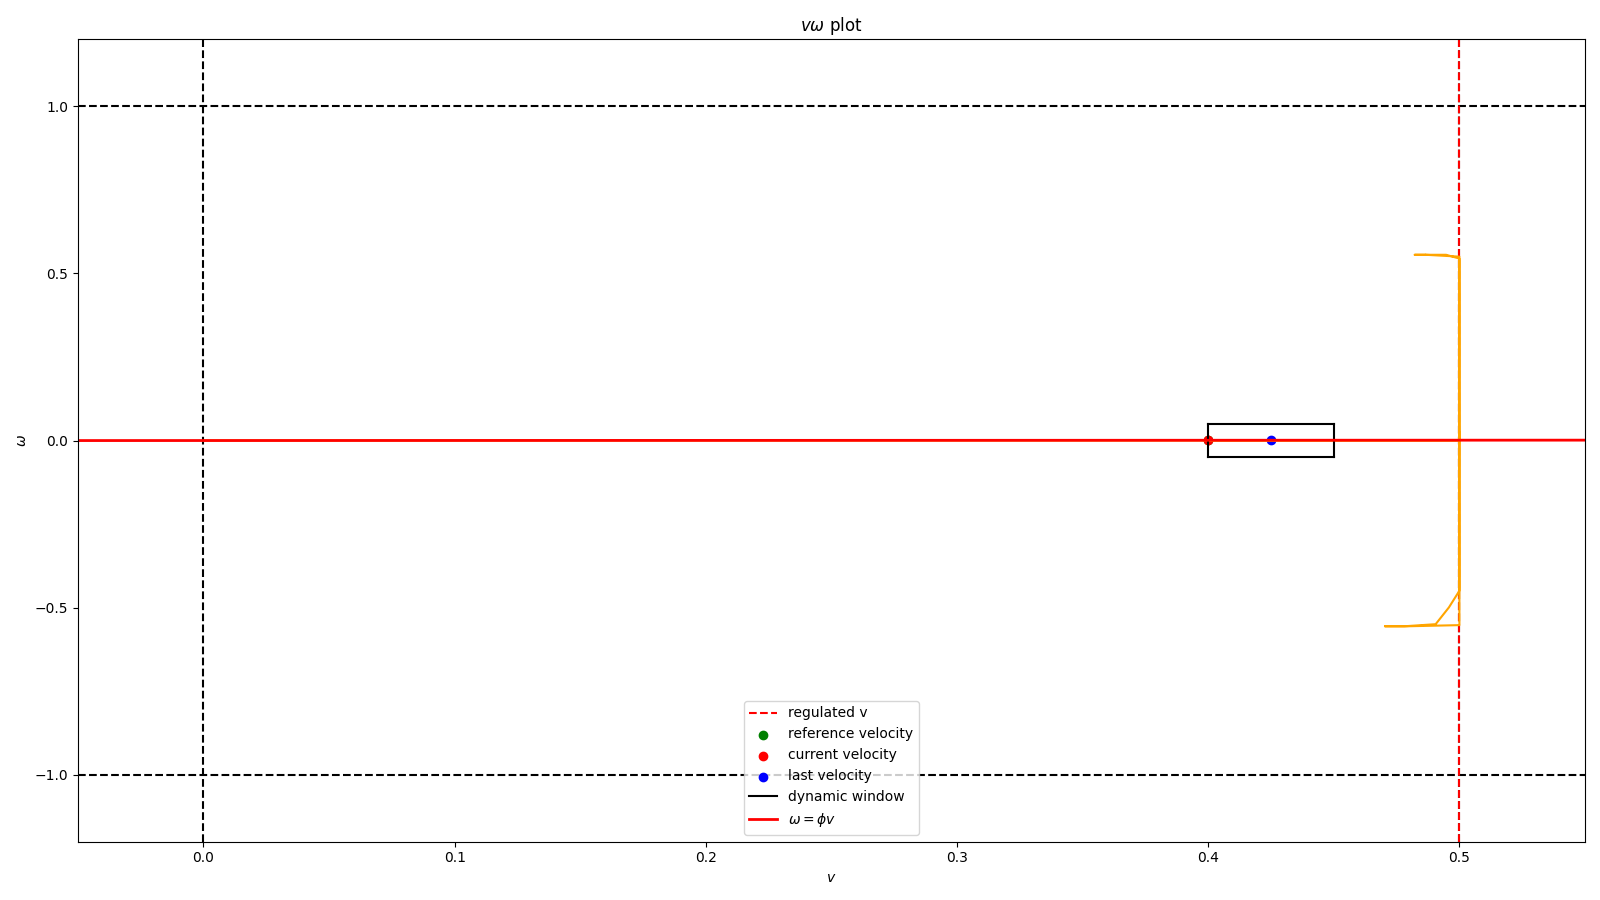 vω plot
1.0
0.5
0.0
−0.5
−1.0
ω
0.0 0.1 0.2 0.3 0.4 0.5
v
regulated v
reference velocity
current velocity
last velocity
dynamic window
ω = ϕv